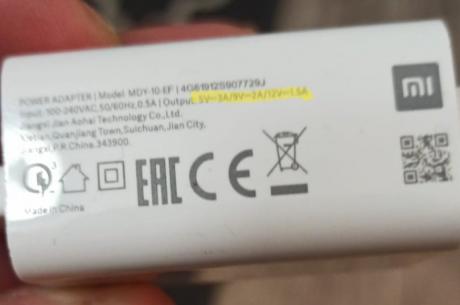 POWER ADAPTER | Model: MDY-10-EF | 4G61912S907729J
Input: 100-240VAC, 50/60Hz, 0.5A | Output: 5V⎓3A/9V⎓2A/12V⎓1.5A
Jiangxi Jian Aohai Technology Co.,Ltd.
Quanjiang Town,Suichuan,Jian City,
Jiangxi,P.R.China.343900.
mi
3
EAC CE
Made in China